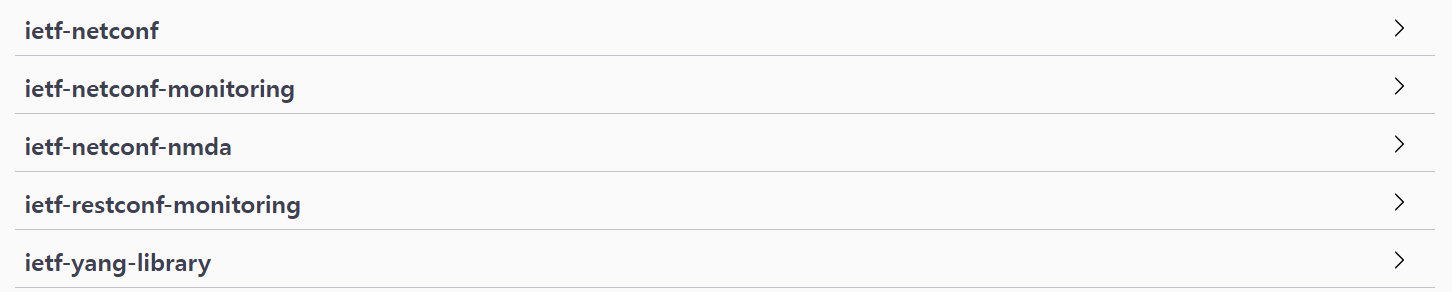 ietf-netconf
ietf-netconf-monitoring
ietf-netconf-nmda
ietf-restconf-monitoring
ietf-yang-library